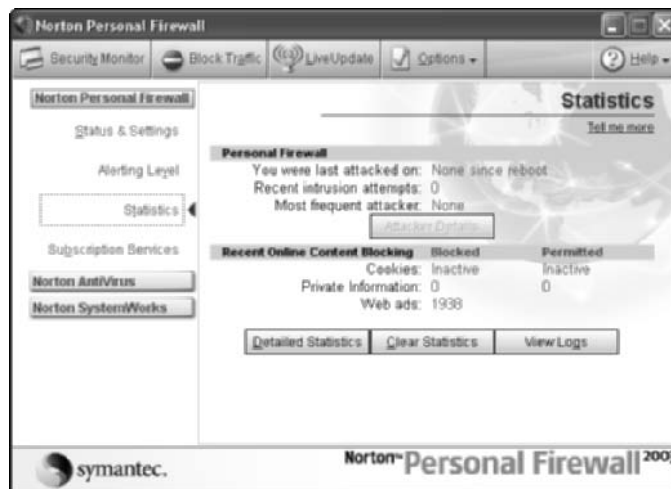 Norton Personal Firewall
Security Monitor Block Traffic LiveUpdate Options Help
Norton Personal Firewall
Status & Settings
Alerting Level
Statistics
Subscription Services
Norton AntiVirus
Norton SystemWorks
Statistics
Tell me more
Personal Firewall
You were last attacked on: None since reboot
Recent intrusion attempts: 0
Most frequent attacker: None
Attacker Details
Recent Online Content Blocking Blocked Permitted
Cookies: Inactive Inactive
Private Information: 0 0
Web ads: 1938
Detailed Statistics Clear Statistics View Logs
symantec.
Norton™ Personal Firewall